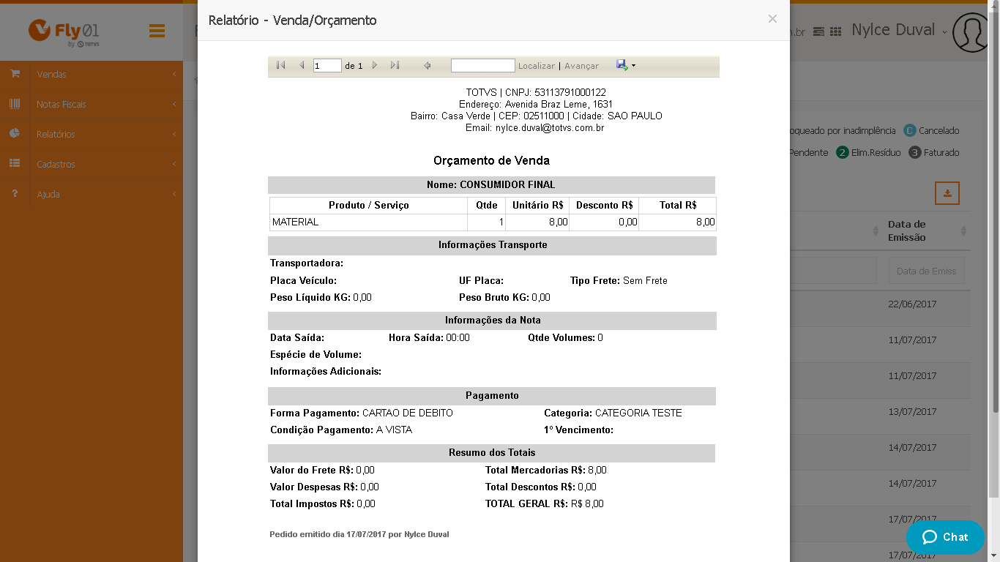 Relatório - Venda/Orçamento
×
Fly01
by TOTVS
.br
Nylce Duval
Vendas
Notas Fiscais
Relatórios
Cadastros
? Ajuda
1 de 1
Localizar | Avançar
TOTVS | CNPJ: 53113791000122
Endereço: Avenida Braz Leme, 1631
Bairro: Casa Verde | CEP: 02511000 | Cidade: SAO PAULO
Email: nylce.duval@totvs.com.br
Orçamento de Venda
Nome: CONSUMIDOR FINAL
Produto / Serviço Qtde Unitário R$ Desconto R$ Total R$
MATERIAL 1 8,00 0,00 8,00
Informações Transporte
Transportadora:
Placa Veículo: UF Placa: Tipo Frete: Sem Frete
Peso Líquido KG: 0,00 Peso Bruto KG: 0,00
Informações da Nota
Data Saída: Hora Saída: 00:00 Qtde Volumes: 0
Espécie de Volume:
Informações Adicionais:
Pagamento
Forma Pagamento: CARTAO DE DEBITO Categoria: CATEGORIA TESTE
Condição Pagamento: A VISTA 1º Vencimento:
Resumo dos Totais
Valor do Frete R$: 0,00 Total Mercadorias R$: 8,00
Valor Despesas R$: 0,00 Total Descontos R$: 0,00
Total Impostos R$: 0,00 TOTAL GERAL R$: R$ 8,00
Pedido emitido dia 17/07/2017 por Nylce Duval
oqueado por inadimplência C Cancelado
Pendente 2 Elim.Resíduo 3 Faturado
Data de
Emissão
Data de Emiss
22/06/2017
11/07/2017
11/07/2017
13/07/2017
14/07/2017
14/07/2017
17/07/2017
17/07/2017
Chat